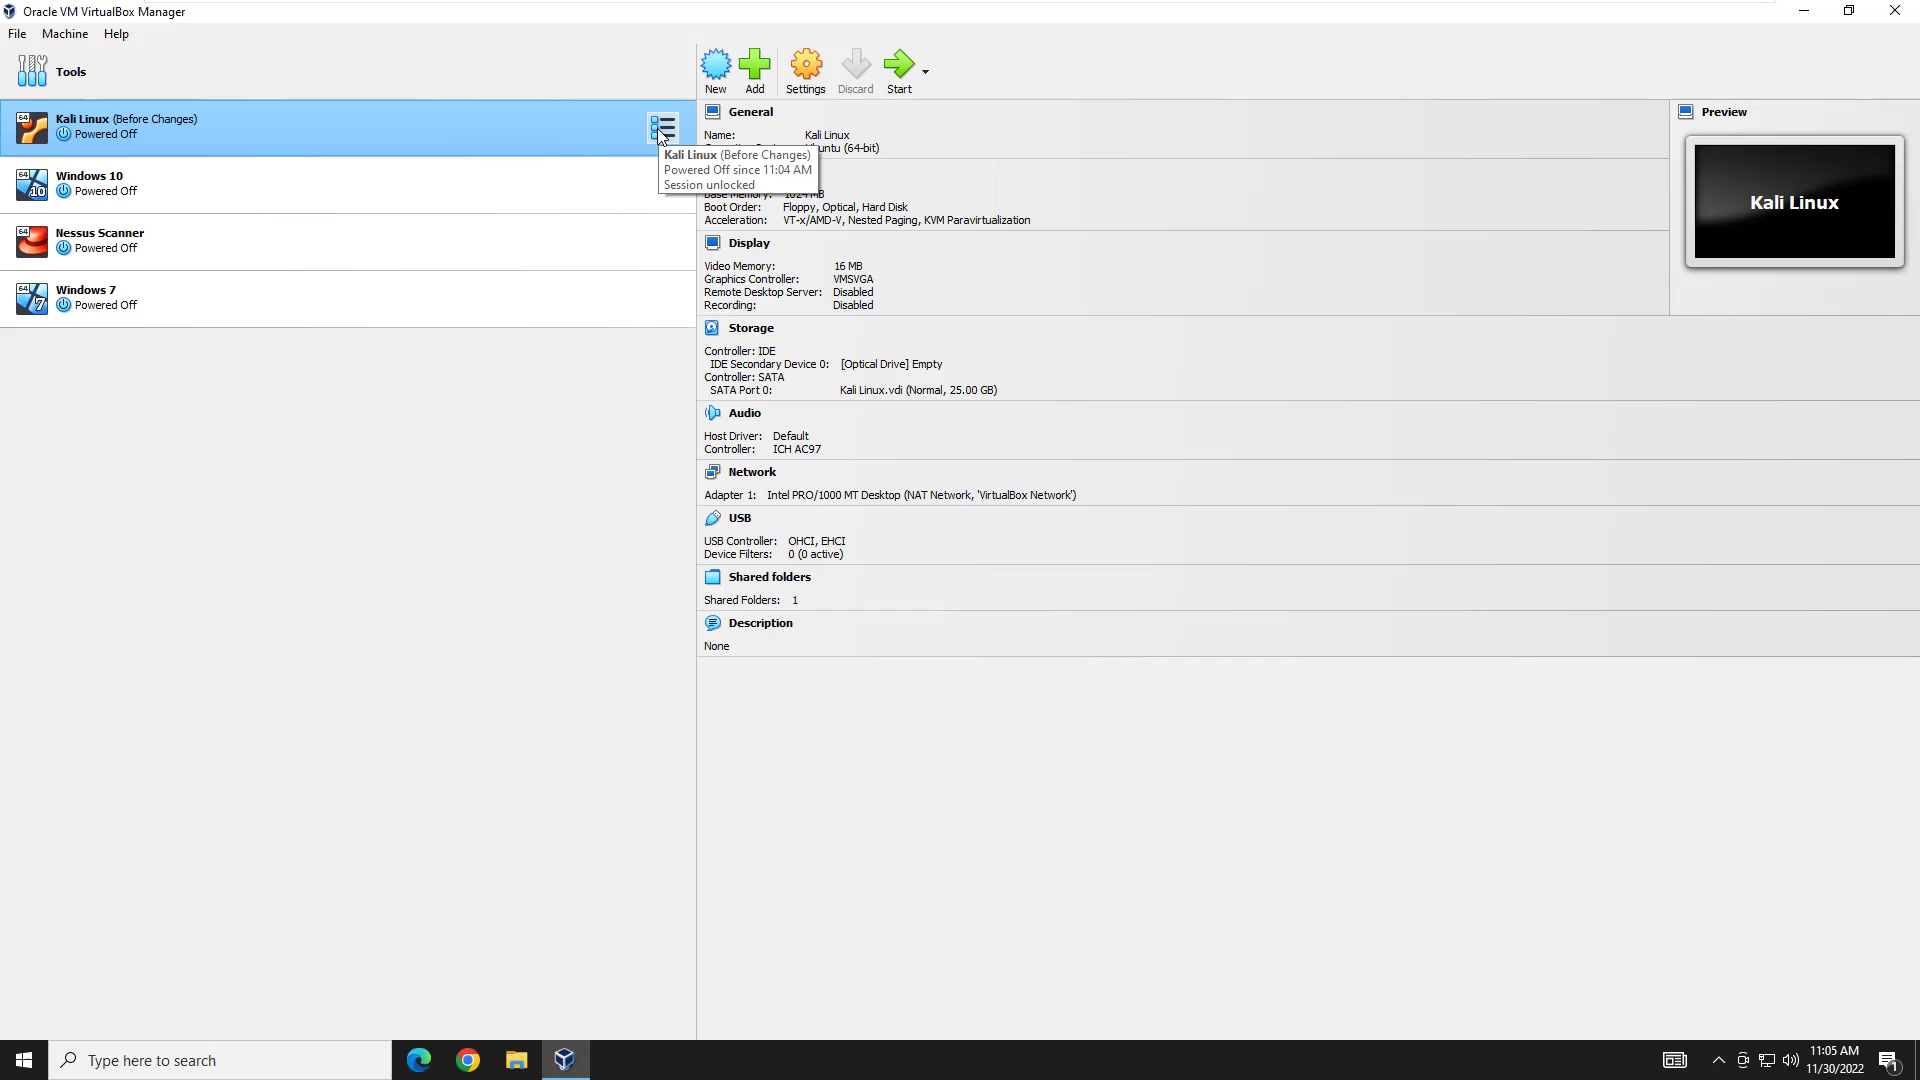 Oracle VM VirtualBox Manager
File Machine Help
Tools
New Add Settings Discard Start
64 Kali Linux (Before Changes)
Powered Off
64 10 Windows 10
Powered Off
64 Nessus Scanner
Powered Off
64 7 Windows 7
Powered Off
Kali Linux (Before Changes)
Powered Off since 11:04 AM
Session unlocked
General
Name: Kali Linux
(64-bit)
Boot Order: Floppy, Optical, Hard Disk
Acceleration: VT-x/AMD-V, Nested Paging, KVM Paravirtualization
Display
Video Memory: 16 MB
Graphics Controller: VMSVGA
Remote Desktop Server: Disabled
Recording: Disabled
Storage
Controller: IDE
IDE Secondary Device 0: [Optical Drive] Empty
Controller: SATA
SATA Port 0: Kali Linux.vdi (Normal, 25.00 GB)
Audio
Host Driver: Default
Controller: ICH AC97
Network
Adapter 1: Intel PRO/1000 MT Desktop (NAT Network, 'VirtualBox Network')
USB
USB Controller: OHCI, EHCI
Device Filters: 0 (0 active)
Shared folders
Shared Folders: 1
Description
None
Preview
Kali Linux
Type here to search
11:05 AM
11/30/2022
1